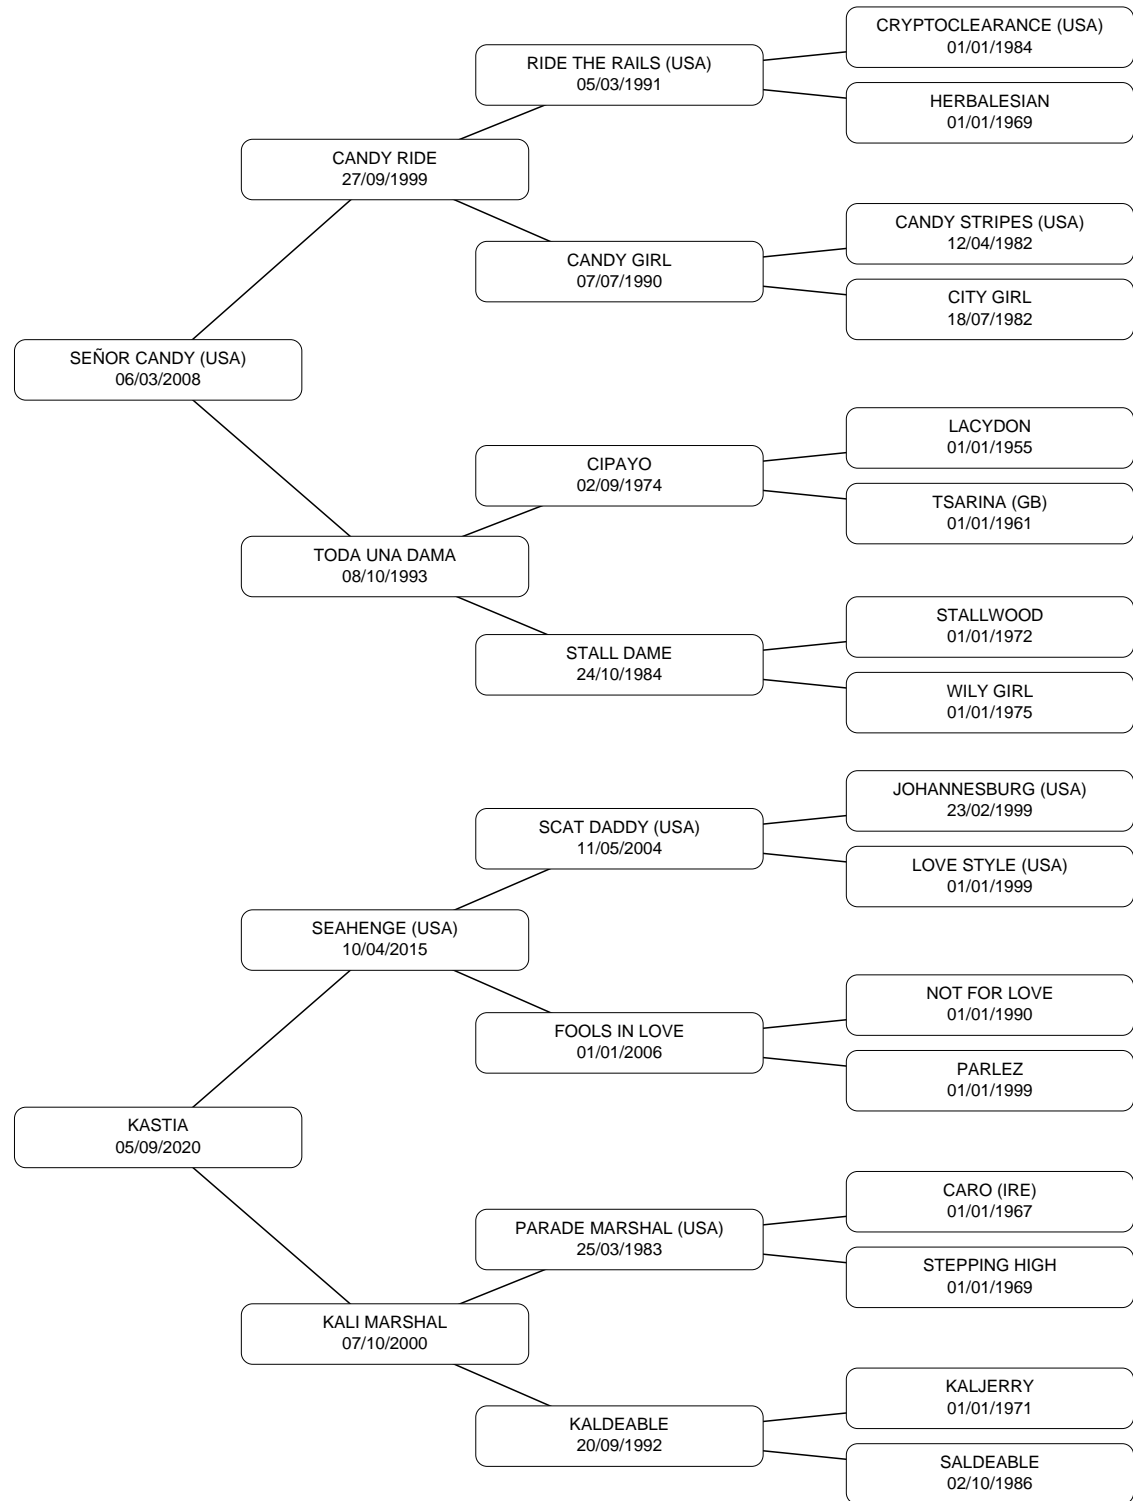 CRYPTOCLEARANCE (USA)
01/01/1984
RIDE THE RAILS (USA)
05/03/1991
HERBALESIAN
01/01/1969
CANDY RIDE
27/09/1999
CANDY STRIPES (USA)
12/04/1982
CANDY GIRL
07/07/1990
CITY GIRL
18/07/1982
SEÑOR CANDY (USA)
06/03/2008
LACYDON
01/01/1955
CIPAYO
02/09/1974
TSARINA (GB)
01/01/1961
TODA UNA DAMA
08/10/1993
STALLWOOD
01/01/1972
STALL DAME
24/10/1984
WILY GIRL
01/01/1975
JOHANNESBURG (USA)
23/02/1999
SCAT DADDY (USA)
11/05/2004
LOVE STYLE (USA)
01/01/1999
SEAHENGE (USA)
10/04/2015
NOT FOR LOVE
01/01/1990
FOOLS IN LOVE
01/01/2006
PARLEZ
01/01/1999
KASTIA
05/09/2020
CARO (IRE)
01/01/1967
PARADE MARSHAL (USA)
25/03/1983
STEPPING HIGH
01/01/1969
KALI MARSHAL
07/10/2000
KALJERRY
01/01/1971
KALDEABLE
20/09/1992
SALDEABLE
02/10/1986